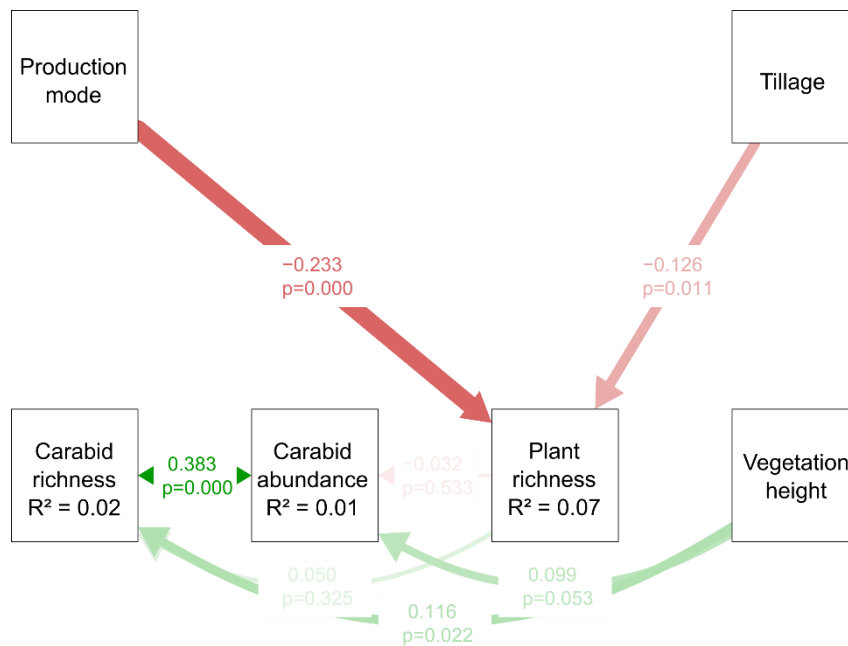 Production
mode
Tillage
−0.233
p=0.000
−0.126
p=0.011
Carabid
richness
R² = 0.02
0.383
p=0.000
Carabid
abundance
R² = 0.01
−0.032
p=0.533
Plant
richness
R² = 0.07
Vegetation
height
0.050
p=0.325
0.099
p=0.053
0.116
p=0.022